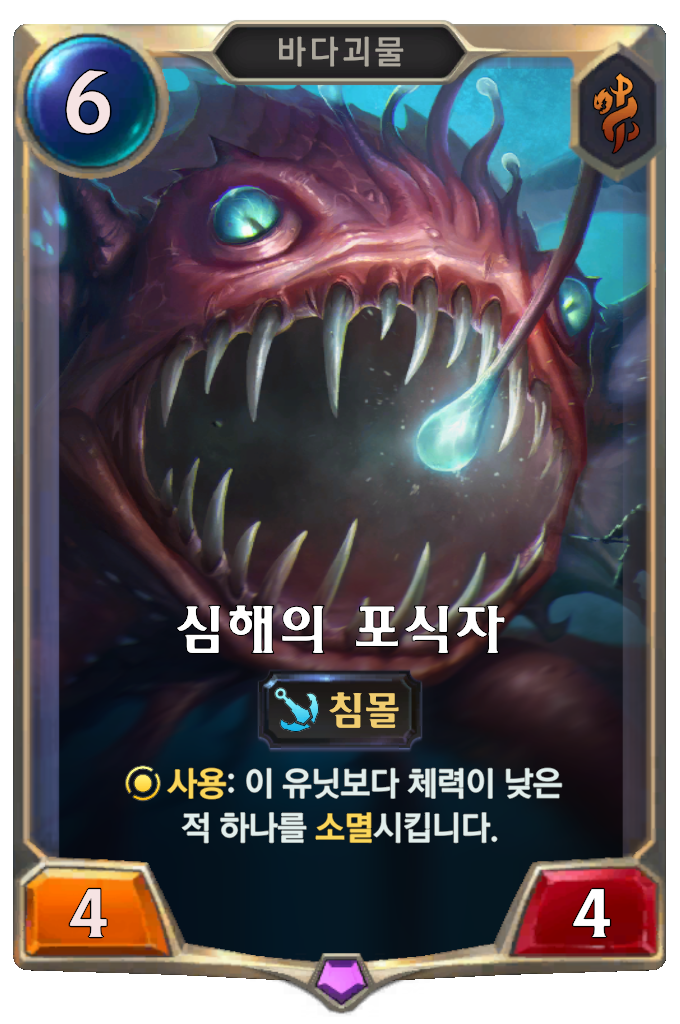 바다괴물
6
심해의 포식자
침몰
사용: 이 유닛보다 체력이 낮은
적 하나를 소멸시킵니다.
4
4